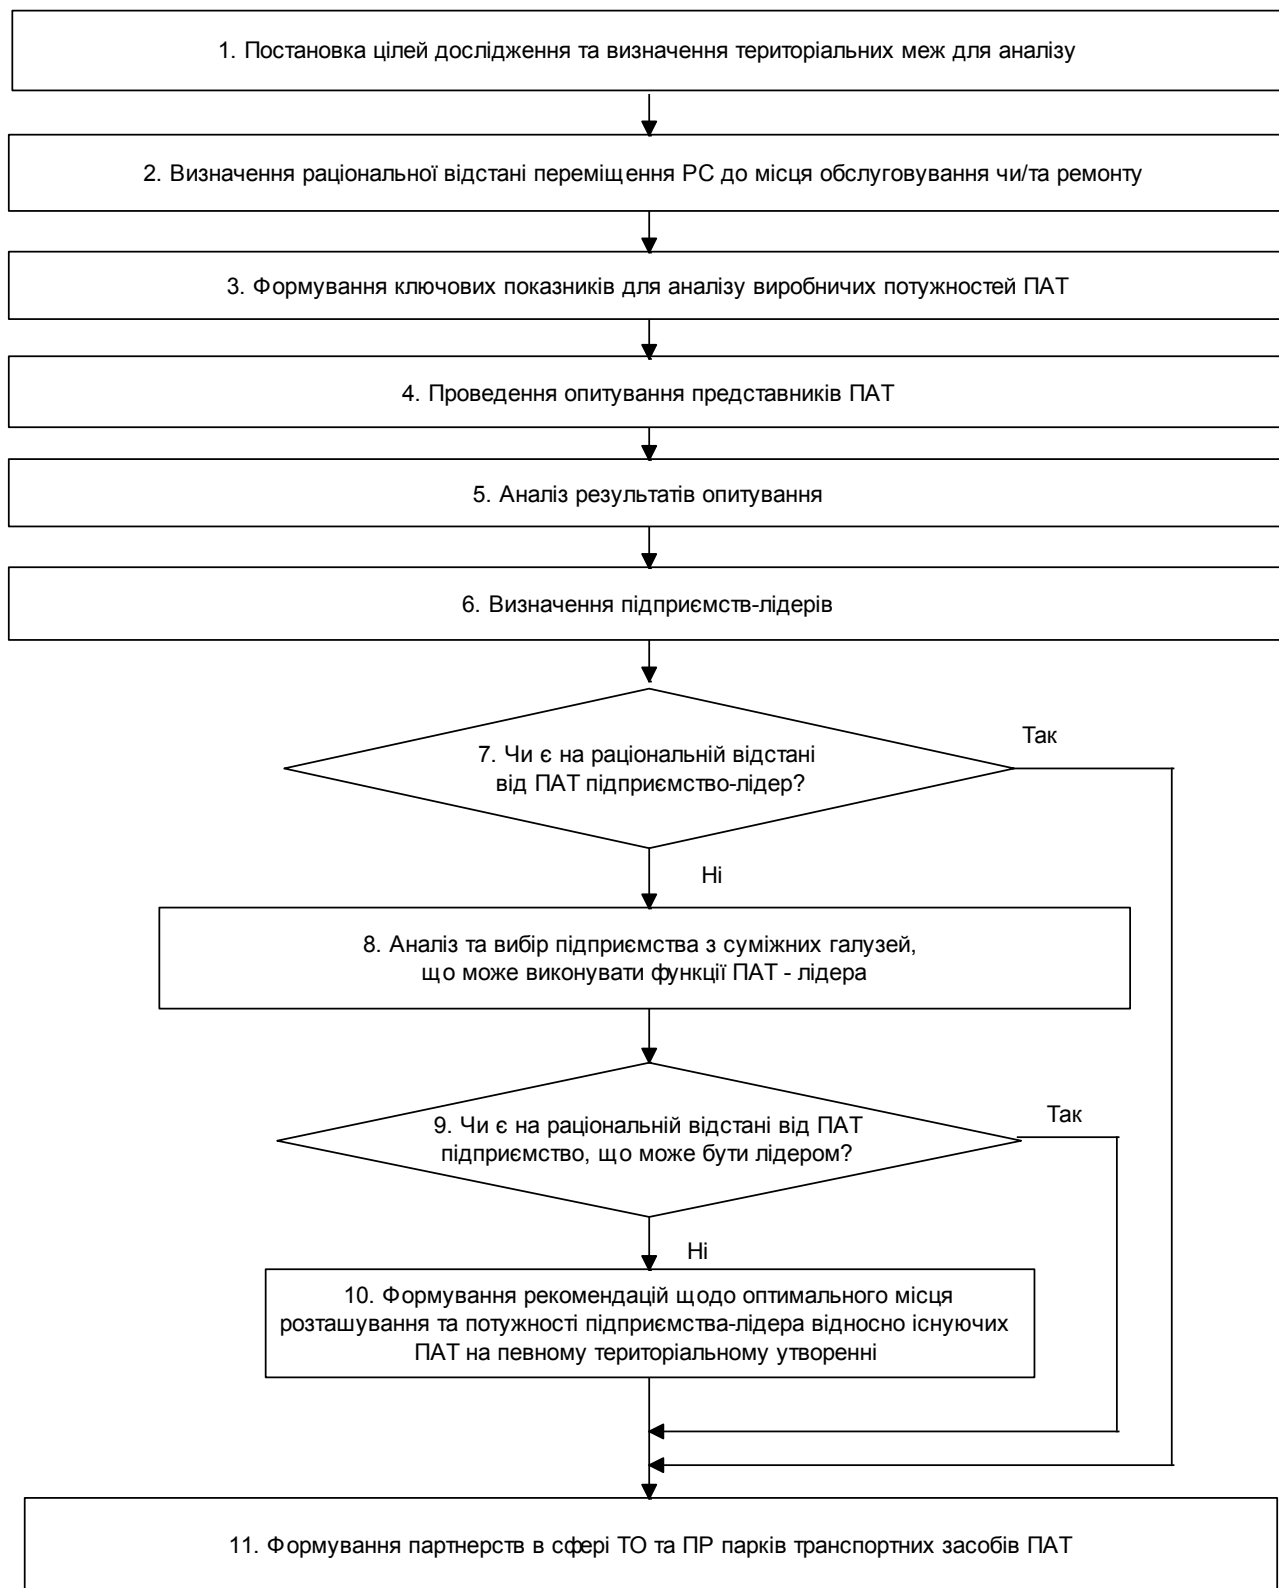 1. Постановка цілей дослідження та визначення територіальних меж для аналізу
2. Визначення раціональної відстані переміщення РС до місця обслуговування чи/та ремонту
3. Формування ключових показників для аналізу виробничих потужностей ПАТ
4. Проведення опитування представників ПАТ
5. Аналіз результатів опитування
6. Визначення підприємств-лідерів
7. Чи є на раціональній відстані
від ПАТ підприємство-лідер?
Так
Ні
8. Аналіз та вибір підприємства з суміжних галузей,
що може виконувати функції ПАТ - лідера
9. Чи є на раціональній відстані від ПАТ
підприємство, що може бути лідером?
Так
Ні
10. Формування рекомендацій щодо оптимального місця
розташування та потужності підприємства-лідера відносно існуючих
ПАТ на певному територіальному утворенні
11. Формування партнерств в сфері ТО та ПР парків транспортних засобів ПАТ